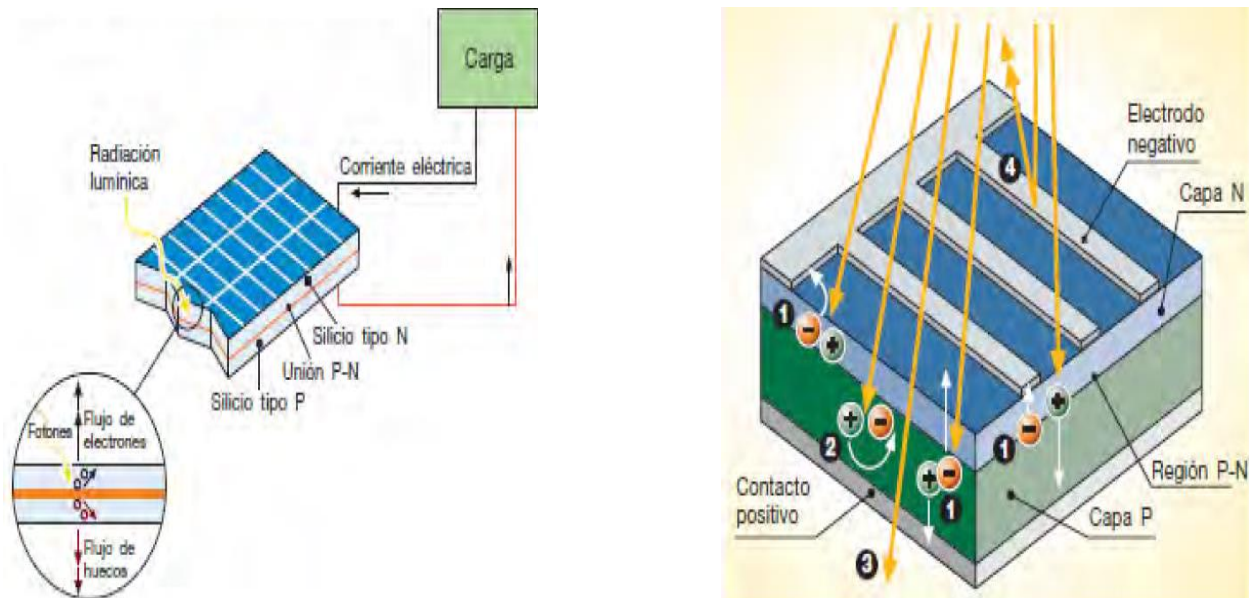 Carga
Radiación
lumínica
Corriente eléctrica
Silicio tipo N
Unión P-N
Silicio tipo P
Fotones
Flujo de
electrones
Flujo de
huecos
Electrodo
negativo
4
Capa N
1
2
1
1
Región P-N
Contacto
positivo
Capa P
3